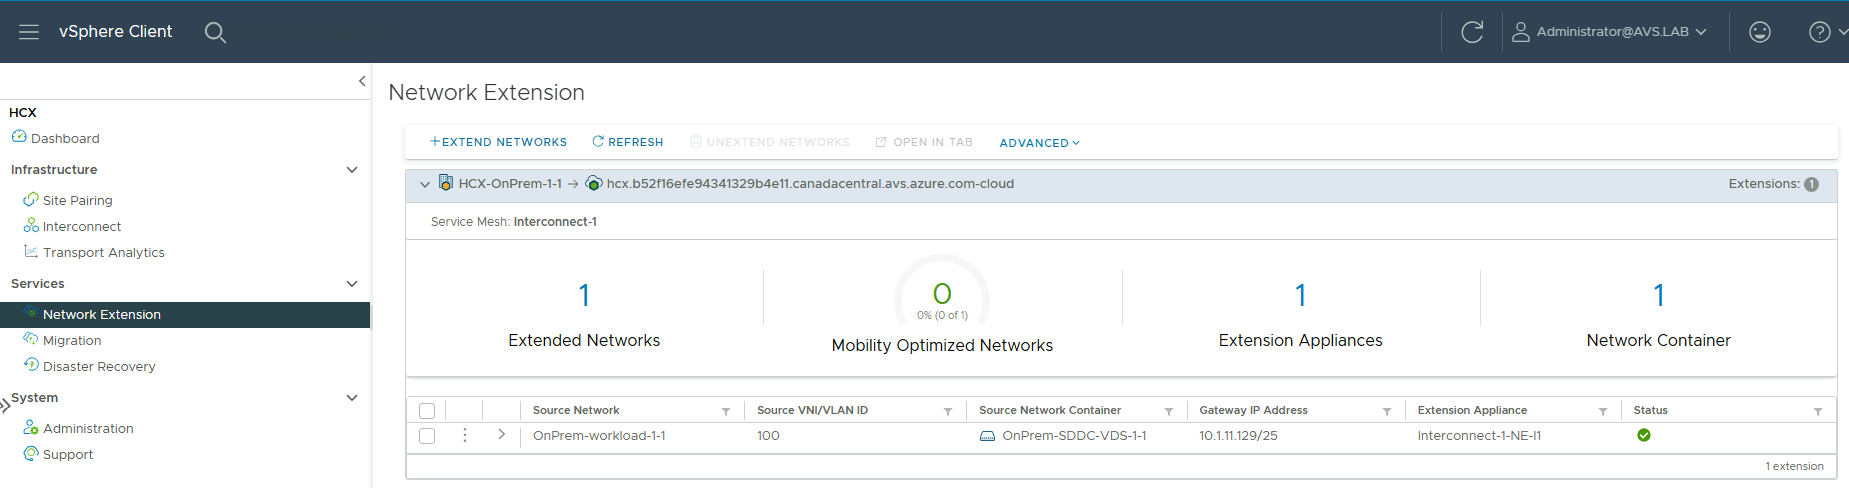 vSphere Client
Administrator@AVS.LAB
HCX
Dashboard
Infrastructure
Site Pairing
Interconnect
Transport Analytics
Services
Network Extension
Migration
Disaster Recovery
System
Administration
Support
Network Extension
+EXTEND NETWORKS REFRESH UNEXTEND NETWORKS OPEN IN TAB ADVANCED
HCX-OnPrem-1-1 → hcx.b52f16efe94341329b4e11.canadacentral.avs.azure.com-cloud Extensions: 1
Service Mesh: Interconnect-1
1
Extended Networks
0
0% (0 of 1)
Mobility Optimized Networks
1
Extension Appliances
1
Network Container
Source Network Source VNI/VLAN ID Source Network Container Gateway IP Address Extension Appliance Status
OnPrem-workload-1-1 100 OnPrem-SDDC-VDS-1-1 10.1.11.129/25 Interconnect-1-NE-I1
1 extension